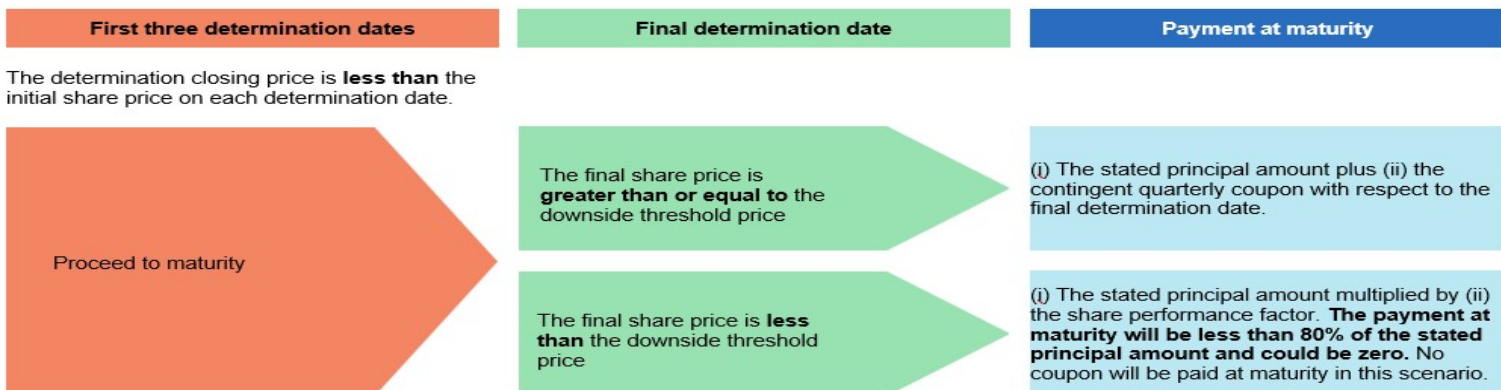 First three determination dates
Final determination date
Payment at maturity
The determination closing price is less than the
initial share price on each determination date.
Proceed to maturity
The final share price is
greater than or equal to the
downside threshold price
(i) The stated principal amount plus (ii) the
contingent quarterly coupon with respect to the
final determination date.
The final share price is less
than the downside threshold
price
(i) The stated principal amount multiplied by (ii)
the share performance factor. The payment at
maturity will be less than 80% of the stated
principal amount and could be zero. No
coupon will be paid at maturity in this scenario.